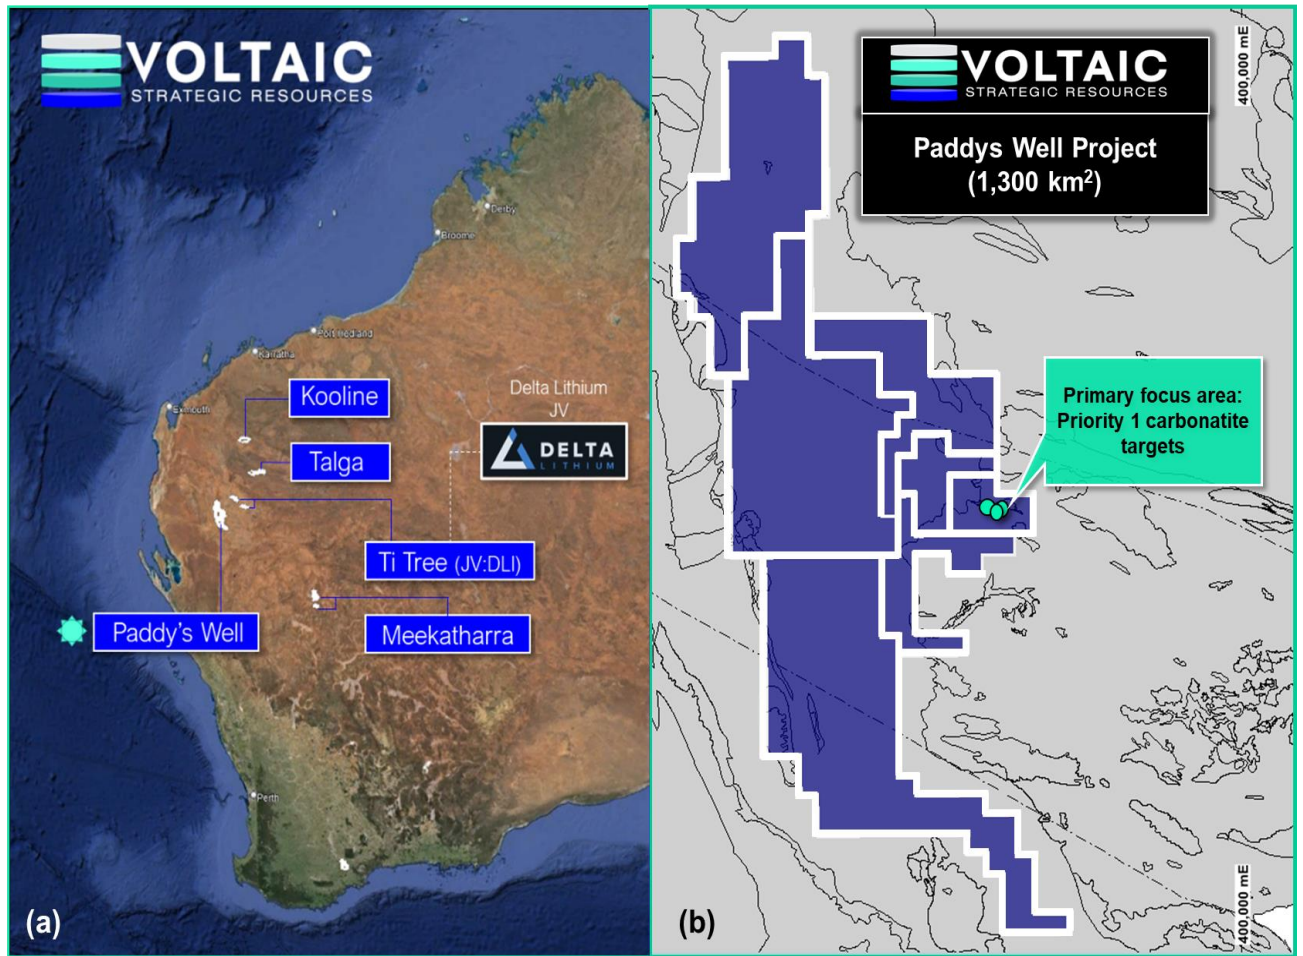 VOLTAIC
STRATEGIC RESOURCES
Derby
Broome
Port Hedland
Karratha
Exmouth
Kooline
Talga
Delta Lithium
JV
DELTA
LITHIUM
Ti Tree (JV:DLI)
Paddy's Well
Meekatharra
Perth
(a)
VOLTAIC
STRATEGIC RESOURCES
Paddys Well Project
(1,300 km²)
400,000 mE
Primary focus area:
Priority 1 carbonatite
targets
400,000 mE
(b)